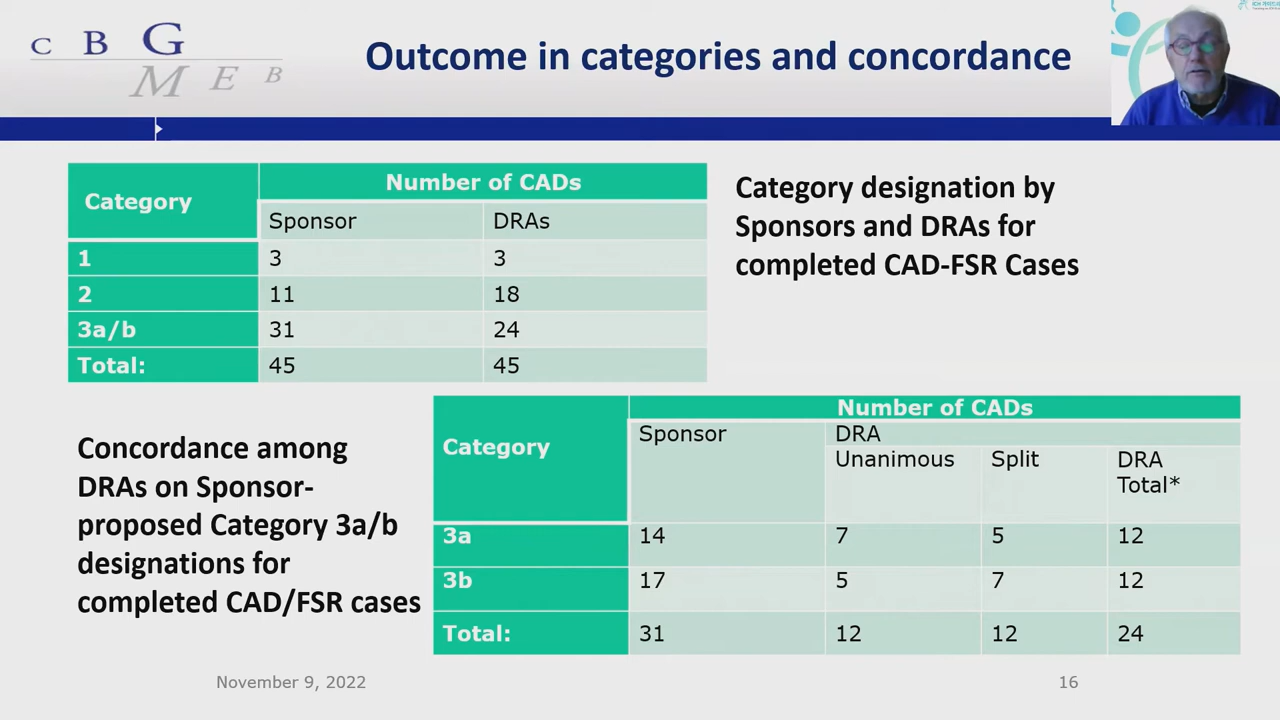 C B G
M E B
Outcome in categories and concordance
Category
Number of CADs
Sponsor DRAs
1 3 3
2 11 18
3a/b 31 24
Total: 45 45
Category designation by
Sponsors and DRAs for
completed CAD-FSR Cases
Concordance among
DRAs on Sponsor-
proposed Category 3a/b
designations for
completed CAD/FSR cases
Category
Number of CADs
Sponsor DRA
Unanimous Split DRA
Total*
3a 14 7 5 12
3b 17 5 7 12
Total: 31 12 12 24
November 9, 2022
16